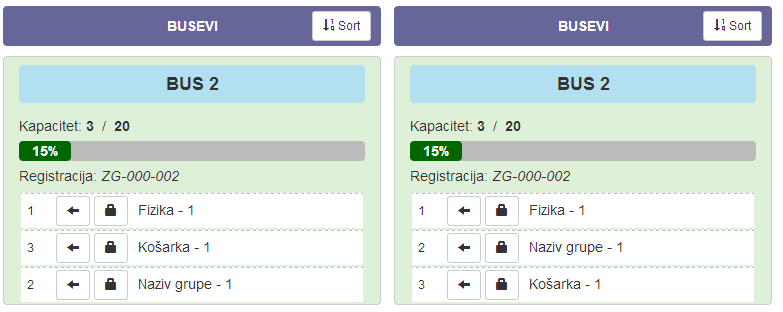 BUSEVI Sort
BUS 2
Kapacitet: 3 / 20
15%
Registracija: ZG-000-002
1 Fizika - 1
3 Košarka - 1
2 Naziv grupe - 1
BUSEVI Sort
BUS 2
Kapacitet: 3 / 20
15%
Registracija: ZG-000-002
1 Fizika - 1
2 Naziv grupe - 1
3 Košarka - 1